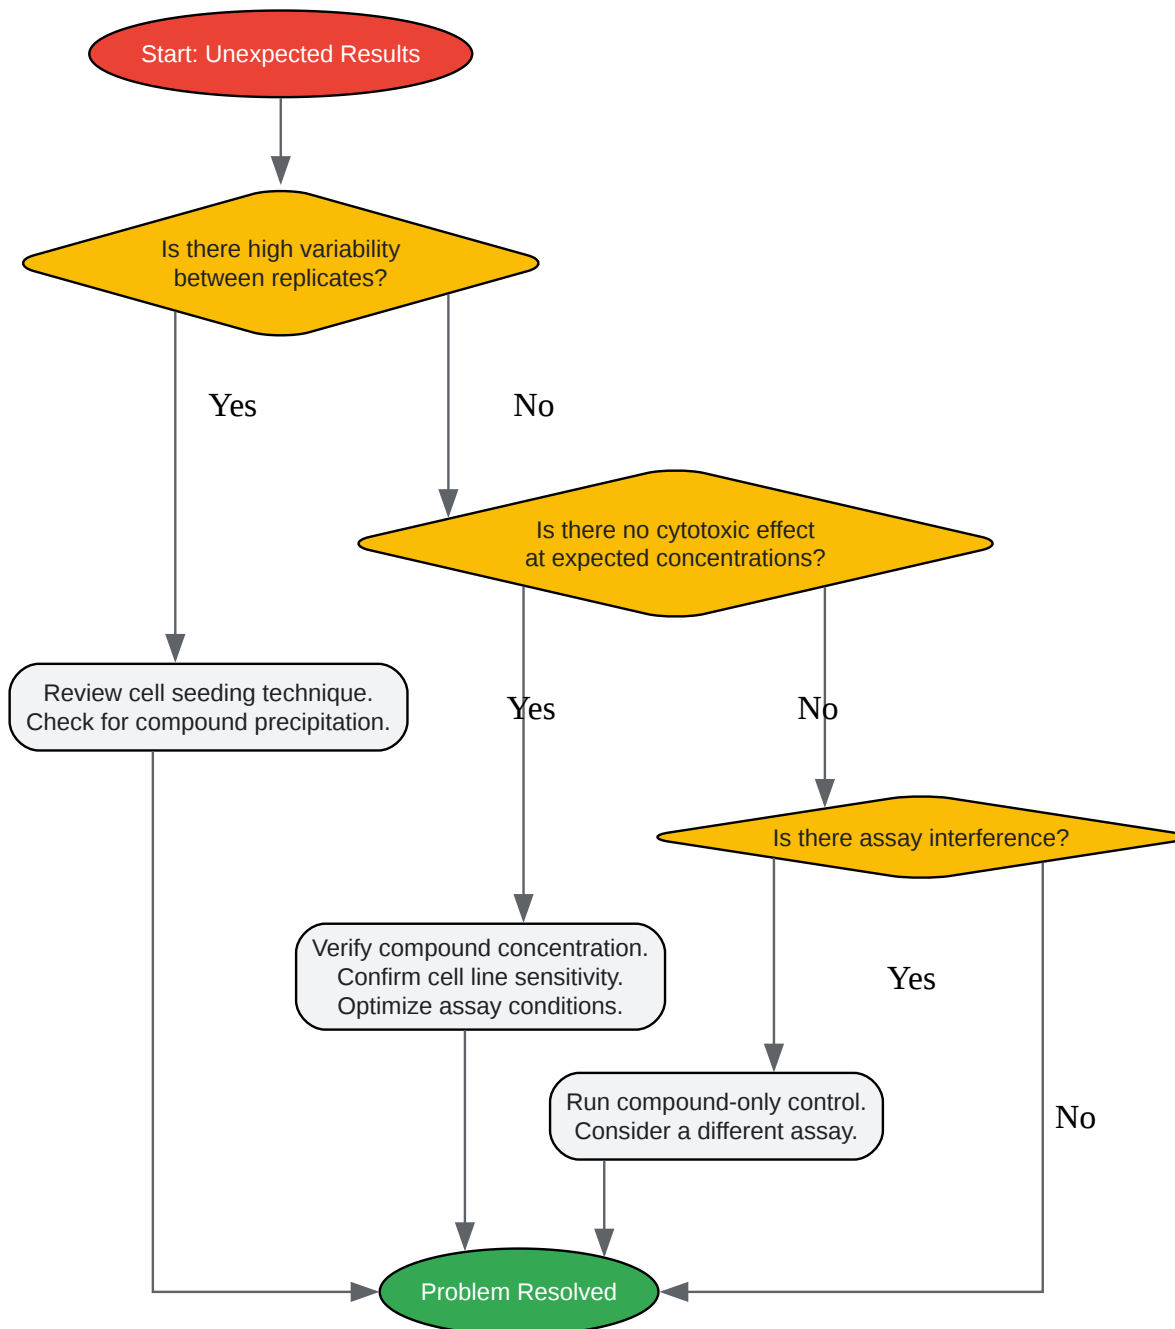 Start: Unexpected Results
Is there high variability
between replicates?
Yes
No
Is there no cytotoxic effect
at expected concentrations?
Review cell seeding technique.
Check for compound precipitation.
Yes
No
Is there assay interference?
Verify compound concentration.
Confirm cell line sensitivity.
Optimize assay conditions.
Yes
Run compound-only control.
Consider a different assay.
No
Problem Resolved